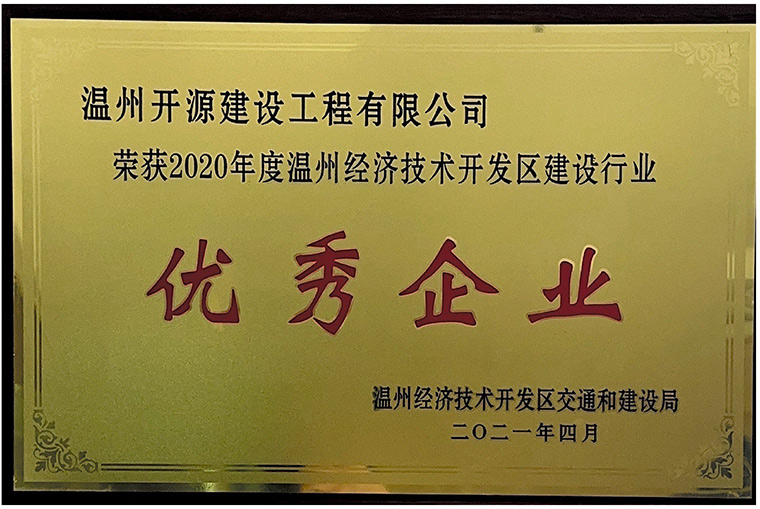 温州开源建设工程有限公司
荣获2020年度温州经济技术开发区建设行业
优秀企业
温州经济技术开发区交通和建设局
二〇二一年四月